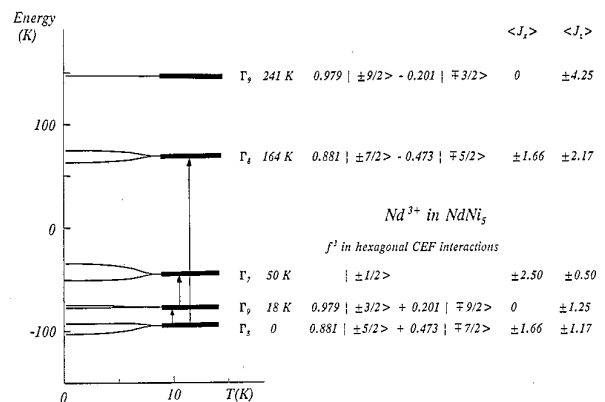 Energy
(K)
<J_x> <J_z>
Γ₉ 241 K 0.979 | ±9/2> - 0.201 | ∓3/2> 0 ±4.25
100
Γ₈ 164 K 0.881 | ±7/2> - 0.473 | ∓5/2> ±1.66 ±2.17
0
Nd³⁺ in NdNi₅
f³ in hexagonal CEF interactions
Γ₇ 50 K | ±1/2> ±2.50 ±0.50
Γ₉ 18 K 0.979 | ±3/2> + 0.201 | ∓9/2> 0 ±1.25
Γ₈ 0 0.881 | ±5/2> + 0.473 | ∓7/2> ±1.66 ±1.17
-100
0 10 T(K)